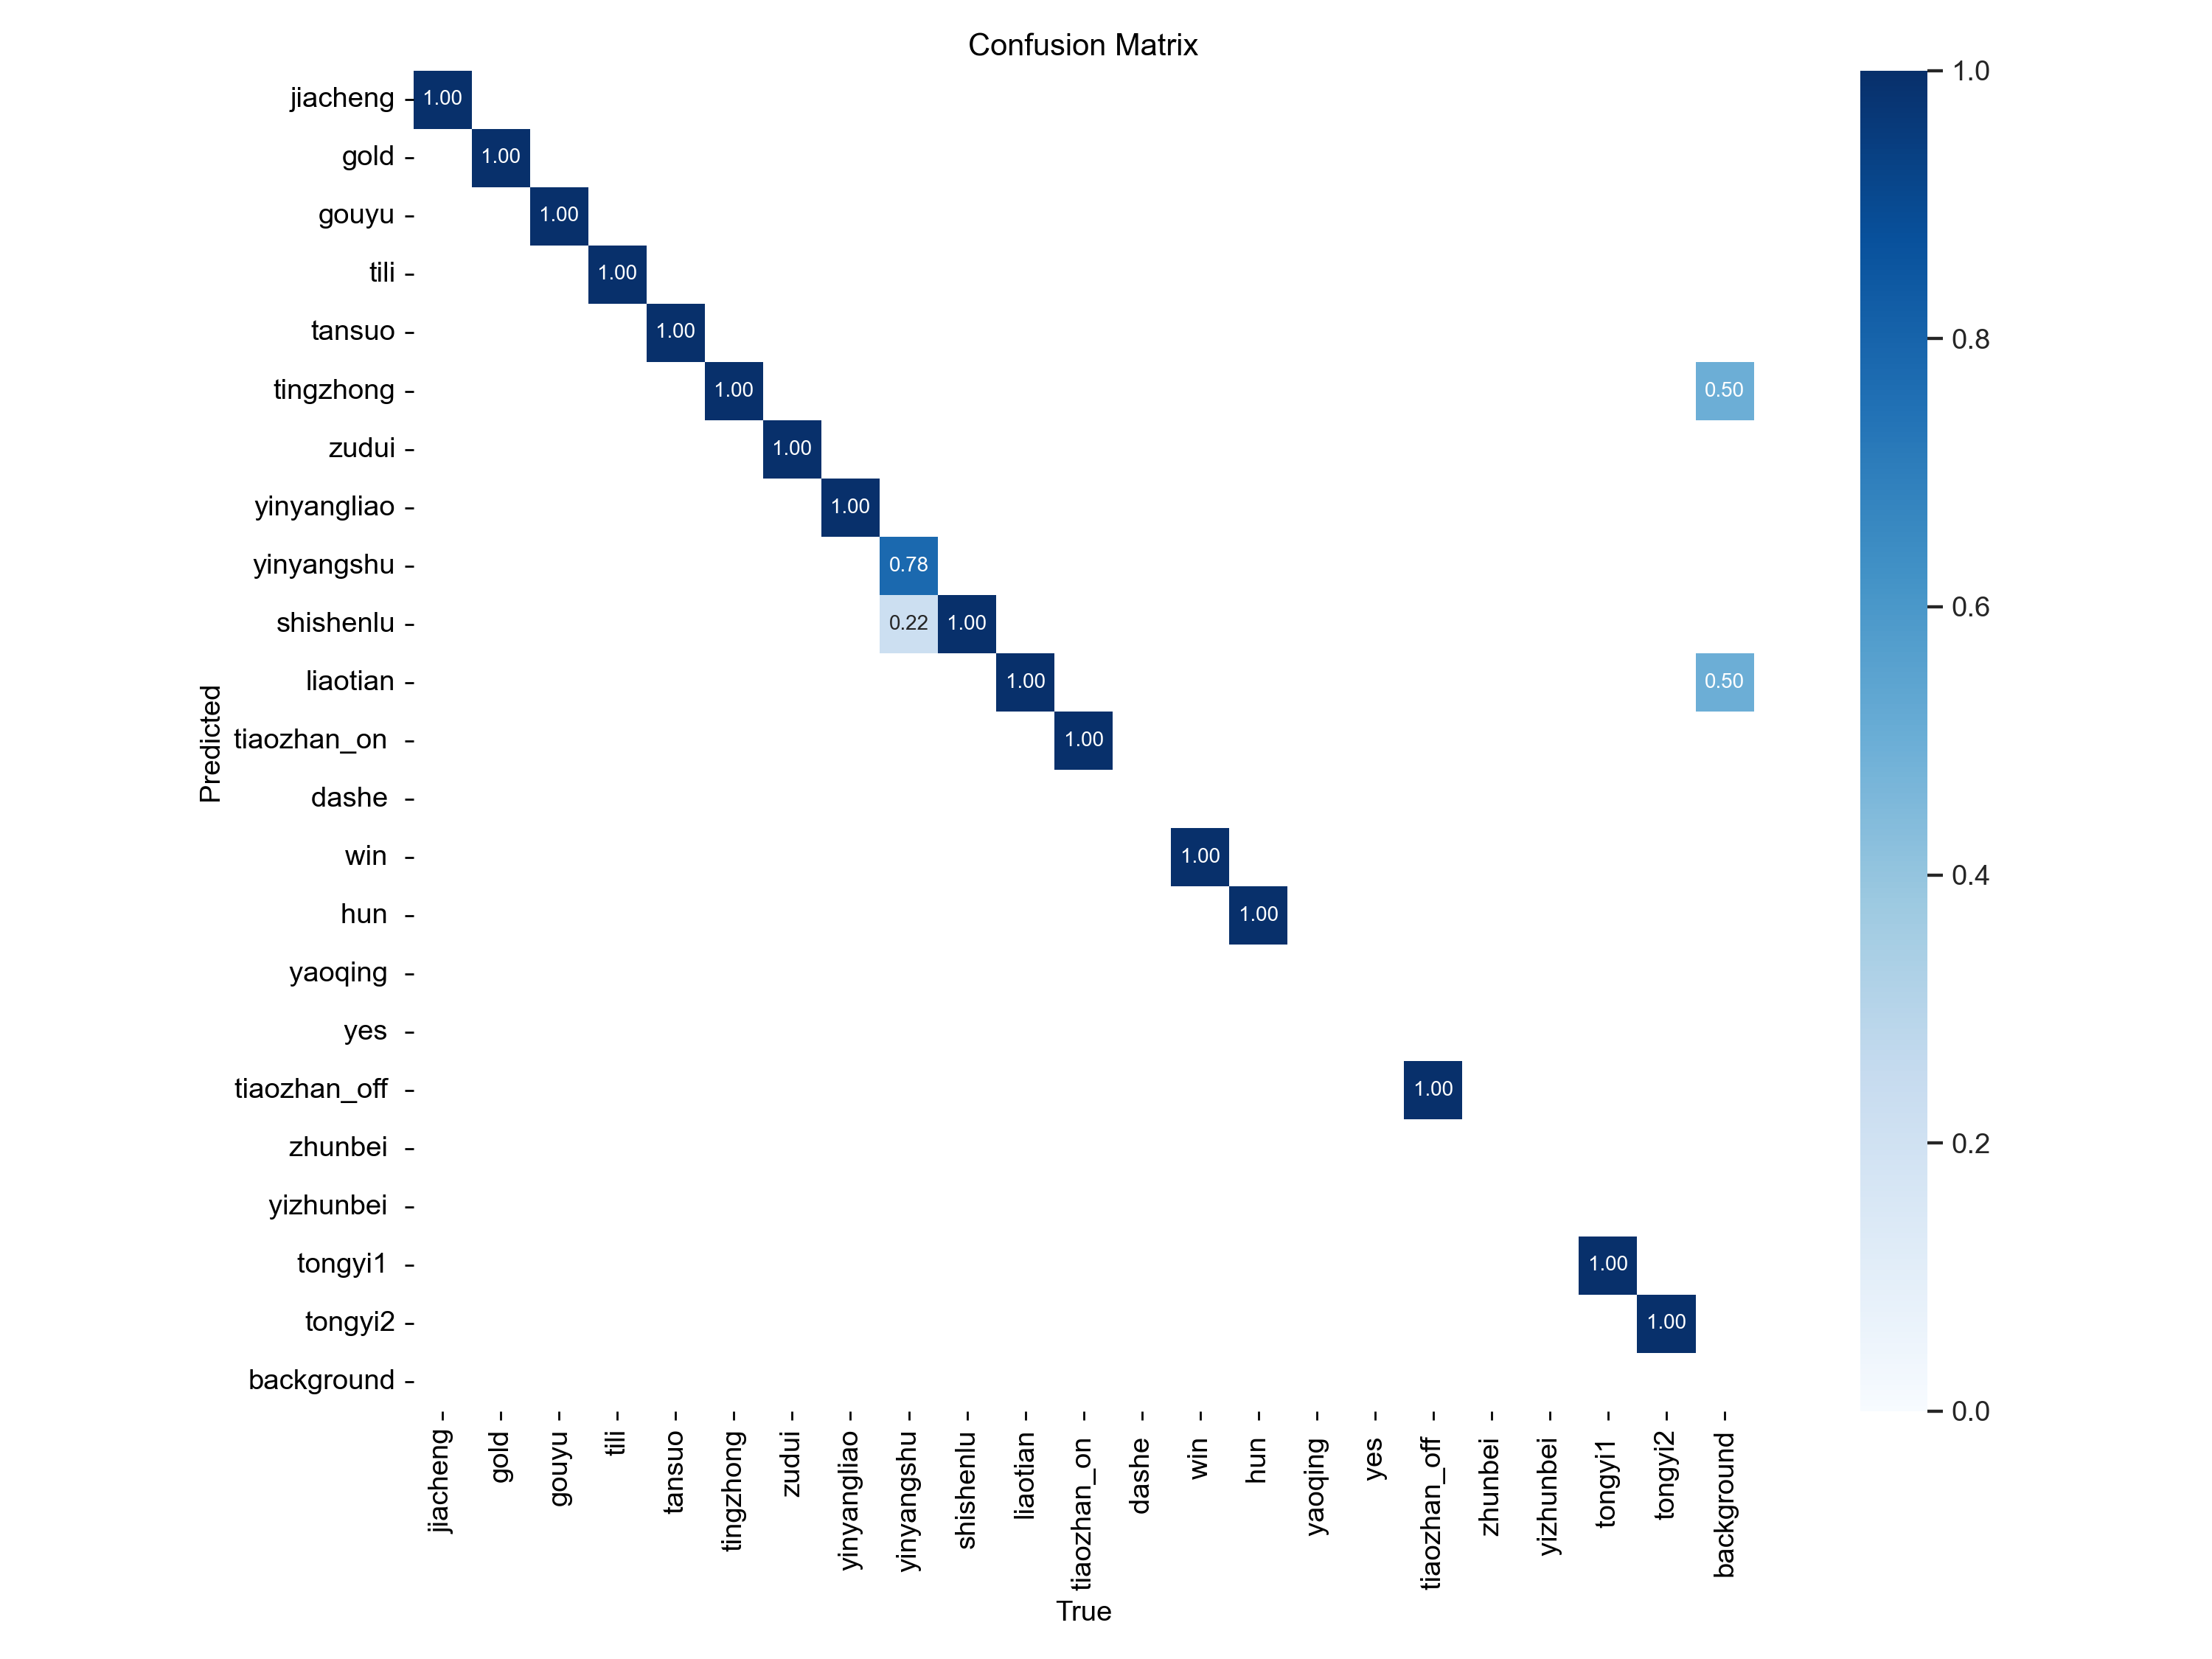 Confusion Matrix
jiacheng 1.00
gold 1.00
gouyu 1.00
tili 1.00
tansuo 1.00
tingzhong 1.00 0.50
zudui 1.00
yinyangliao 1.00
yinyangshu 0.78
shishenlu 0.22 1.00
liaotian 1.00 0.50
tiaozhan_on 1.00
dashe
win 1.00
hun 1.00
yaoqing
yes
tiaozhan_off 1.00
zhunbei
yizhunbei
tongyi1 1.00
tongyi2 1.00
background
Predicted
jiacheng
gold
gouyu
tili
tansuo
tingzhong
zudui
yinyangliao
yinyangshu
shishenlu
liaotian
tiaozhan_on
dashe
win
hun
yaoqing
yes
tiaozhan_off
zhunbei
yizhunbei
tongyi1
tongyi2
background
True
1.0
0.8
0.6
0.4
0.2
0.0